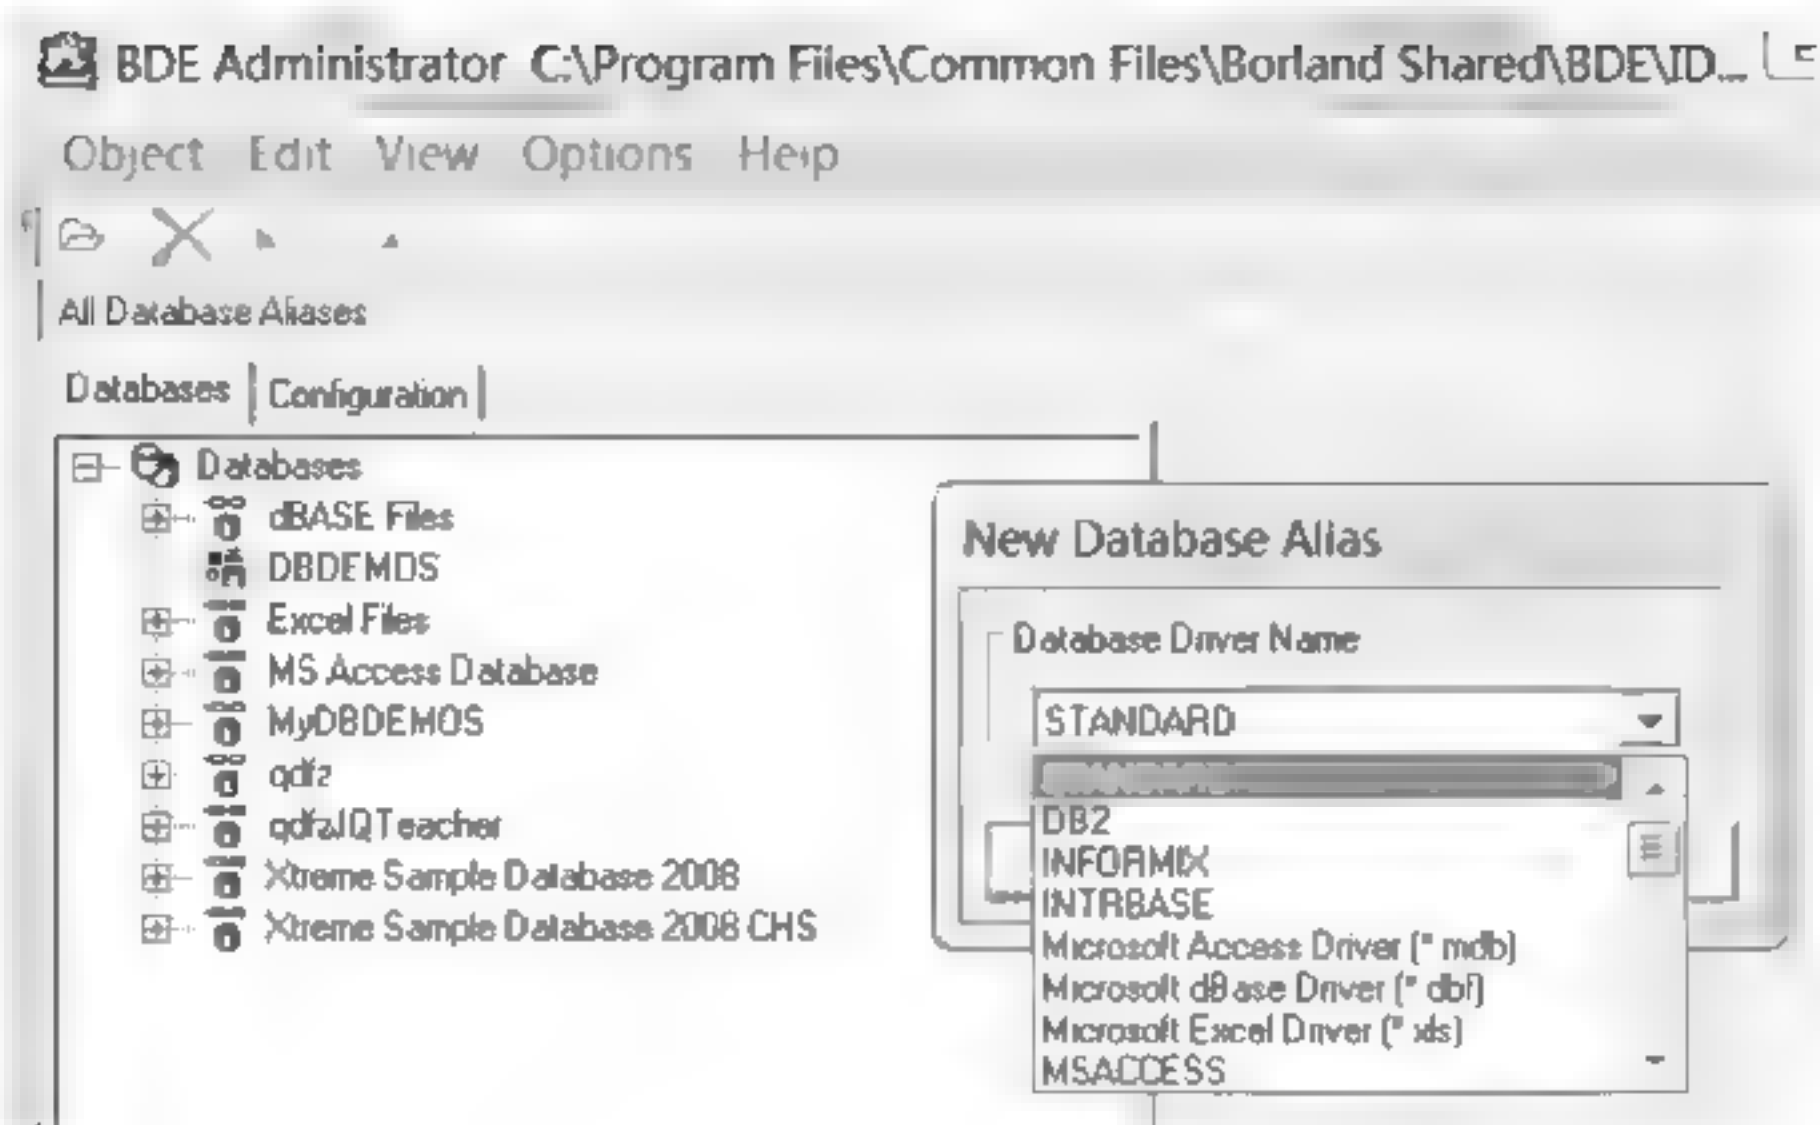 BDE Administrator C:\Program Files\Common Files\Borland Shared\BDE\ID...
Object Edit View Options Help
All Database Aliases
Databases Configuration
Databases
dBASE Files
DBDEMOS
Excel Files
MS Access Database
MyDBDEMOS
qdfz
qdfzJQTeacher
Xtreme Sample Database 2008
Xtreme Sample Database 2008 CHS
New Database Alias
Database Driver Name
STANDARD
DB2
INFORMIX
INTRBASE
Microsoft Access Driver (*.mdb)
Microsoft dBase Driver (*.dbf)
Microsoft Excel Driver (*.xls)
MSACCESS